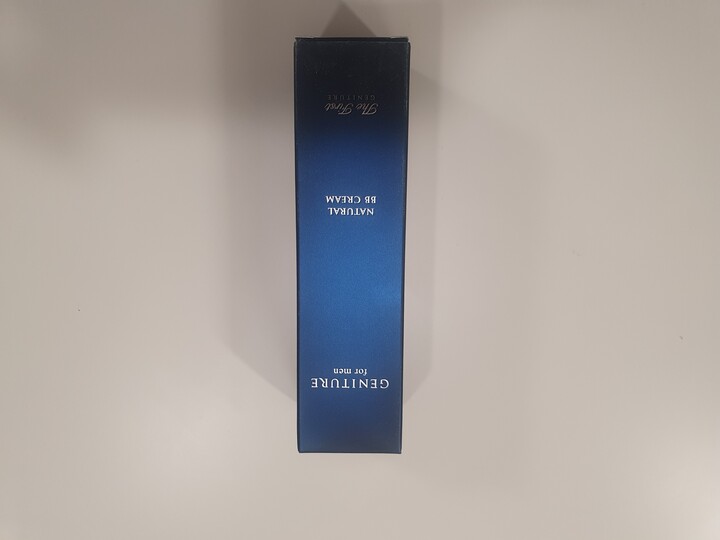 GENITURE
for men
NATURAL
BB CREAM
The First
GENITURE